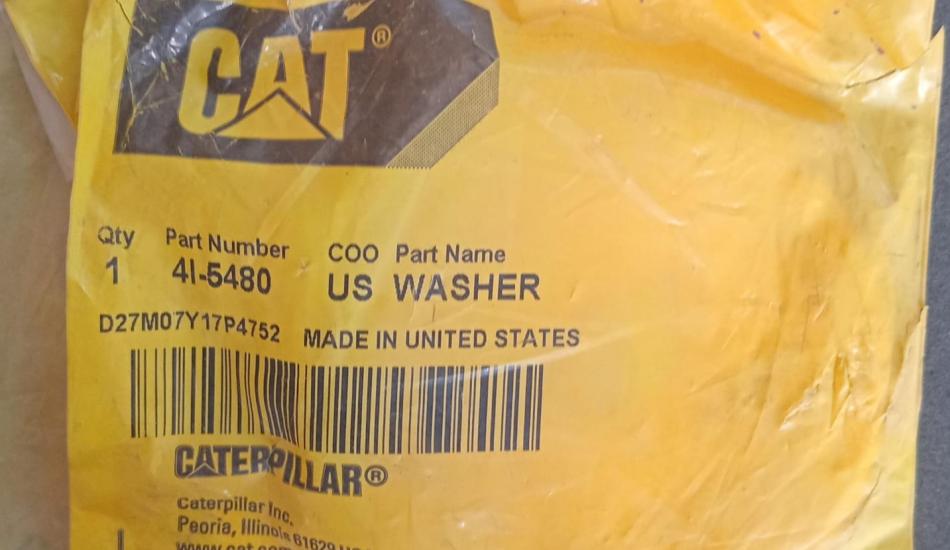 CAT®
Qty Part Number COO Part Name
1 4I-5480 US WASHER
D27M07Y17P4752 MADE IN UNITED STATES
CATERPILLAR®
Caterpillar Inc.
Peoria, Illinois 61629